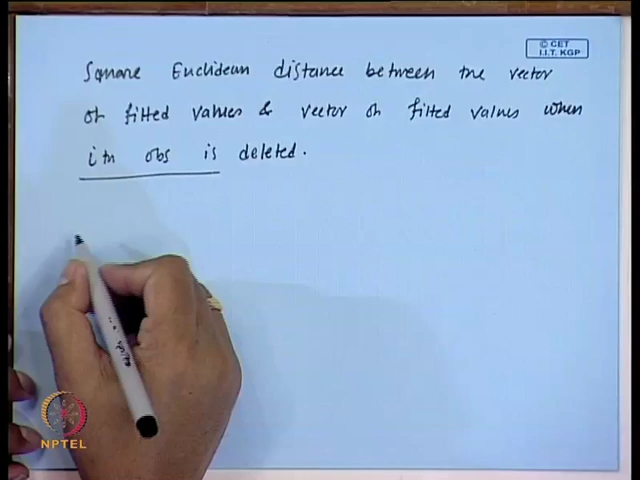 © CET
I.I.T. KGP
Square Euclidean distance between the vector
of fitted values & vector of fitted values when
ith obs is deleted.
NPTEL